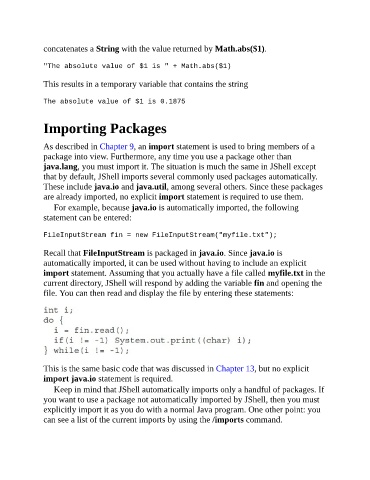 concatenates a String with the value returned by Math.abs($1).
"The absolute value of $1 is " + Math.abs($1)
This results in a temporary variable that contains the string
The absolute value of $1 is 0.1875
Importing Packages
As described in Chapter 9, an import statement is used to bring members of a
package into view. Furthermore, any time you use a package other than
java.lang, you must import it. The situation is much the same in JShell except
that by default, JShell imports several commonly used packages automatically.
These include java.io and java.util, among several others. Since these packages
are already imported, no explicit import statement is required to use them.
For example, because java.io is automatically imported, the following
statement can be entered:
FileInputStream fin = new FileInputStream("myfile.txt");
Recall that FileInputStream is packaged in java.io. Since java.io is
automatically imported, it can be used without having to include an explicit
import statement. Assuming that you actually have a file called myfile.txt in the
current directory, JShell will respond by adding the variable fin and opening the
file. You can then read and display the file by entering these statements:
int i;
do {
  i = fin.read();
  if(i != -1) System.out.print((char) i);
} while(i != -1);
This is the same basic code that was discussed in Chapter 13, but no explicit
import java.io statement is required.
Keep in mind that JShell automatically imports only a handful of packages. If
you want to use a package not automatically imported by JShell, then you must
explicitly import it as you do with a normal Java program. One other point: you
can see a list of the current imports by using the /imports command.